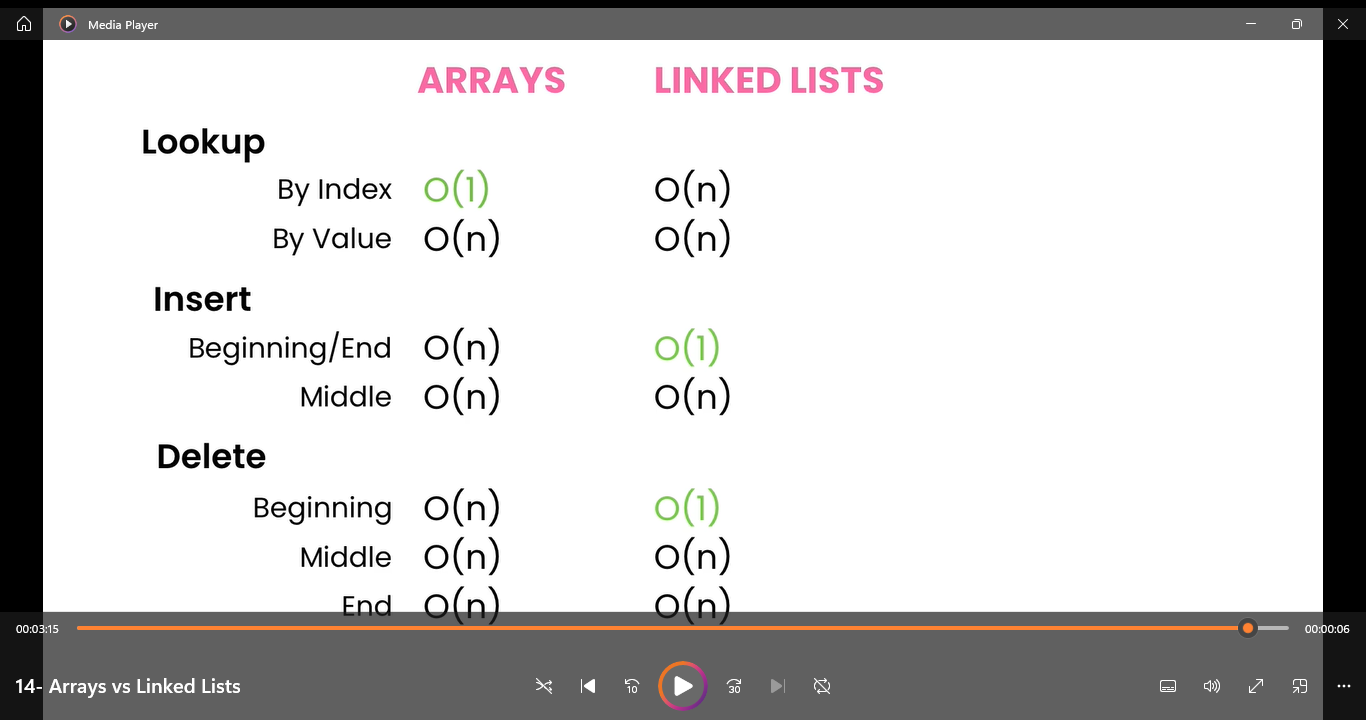 Media Player
ARRAYS LINKED LISTS
Lookup
By Index O(1) O(n)
By Value O(n) O(n)
Insert
Beginning/End O(n) O(1)
Middle O(n) O(n)
Delete
Beginning O(n) O(1)
Middle O(n) O(n)
End O(n) O(n)
00:03:15 00:00:06
14- Arrays vs Linked Lists 10 30